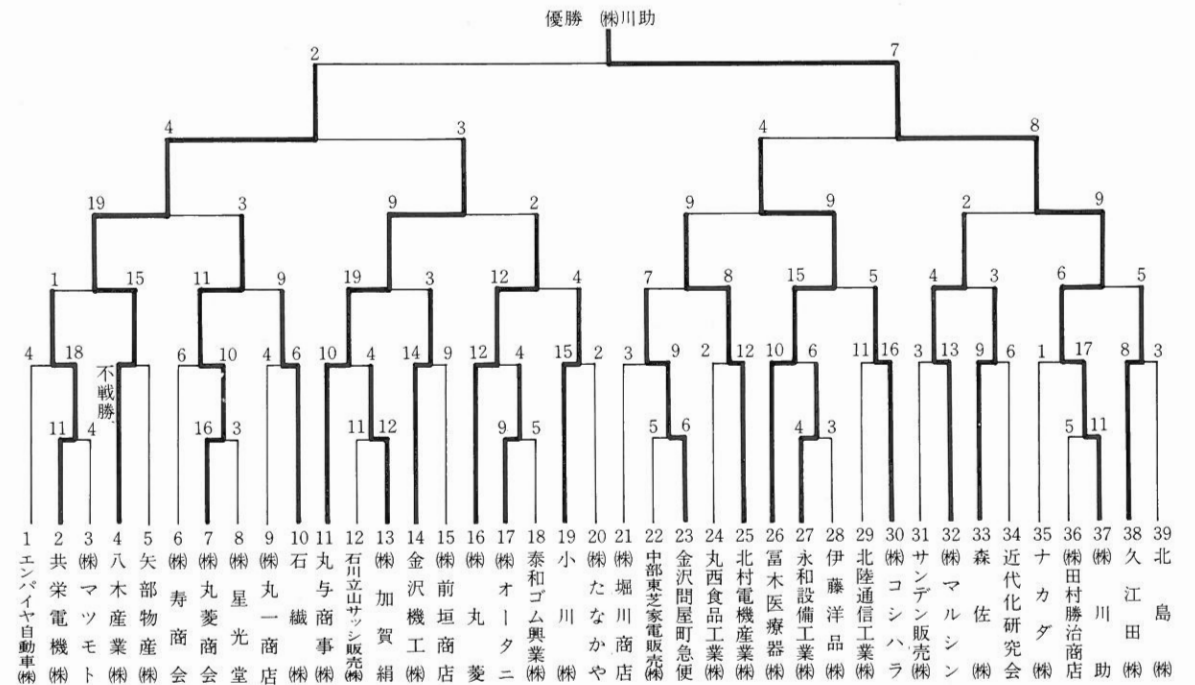 優勝 ㈱川助
2 7
4 3 4 8
19 3 9 2 9 9 2 9
1 15 11 9 19 3 12 4 7 8 15 5 4 3 6 5
4 18 不戦勝 6 10 4 6 10 4 14 9 12 4 15 2 3 9 2 12 10 6 11 16 3 13 9 6 1 17 8 3
11 4 16 3 11 12 9 5 5 6 4 3 5 11
1 エンパイヤ自動車㈱
2 共栄電機㈱
3 ㈱マツモト
4 八木産業㈱
5 矢部物産㈱
6 ㈱寿商会
7 ㈱丸菱商会
8 ㈱星光堂
9 ㈱丸一商店
10 石繊㈱
11 丸与商事㈱
12 石川立山サッシ販売㈱
13 ㈱加賀絹
14 金沢機工㈱
15 ㈱前垣商店
16 ㈱丸菱
17 ㈱オータニ
18 泰和ゴム興業㈱
19 小川㈱
20 ㈱たなかや
21 ㈱堀川商店
22 中部東芝家電販売㈱
23 金沢問屋町急便
24 丸西食品工業㈱
25 北村電機産業㈱
26 冨木医療器㈱
27 永和設備工業㈱
28 伊藤洋品㈱
29 北陸通信工業㈱
30 ㈱コシハラ
31 サンデン販売㈱
32 ㈱マルシン
33 森佐㈱
34 近代化研究会
35 ナカダ㈱
36 ㈱田村勝治商店
37 ㈱川助
38 久江田㈱
39 北島㈱